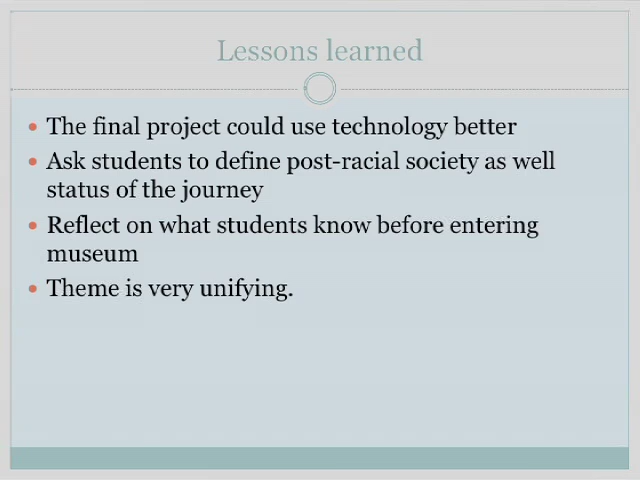 Lessons learned
The final project could use technology better
Ask students to define post-racial society as well
status of the journey
Reflect on what students know before entering
museum
Theme is very unifying.